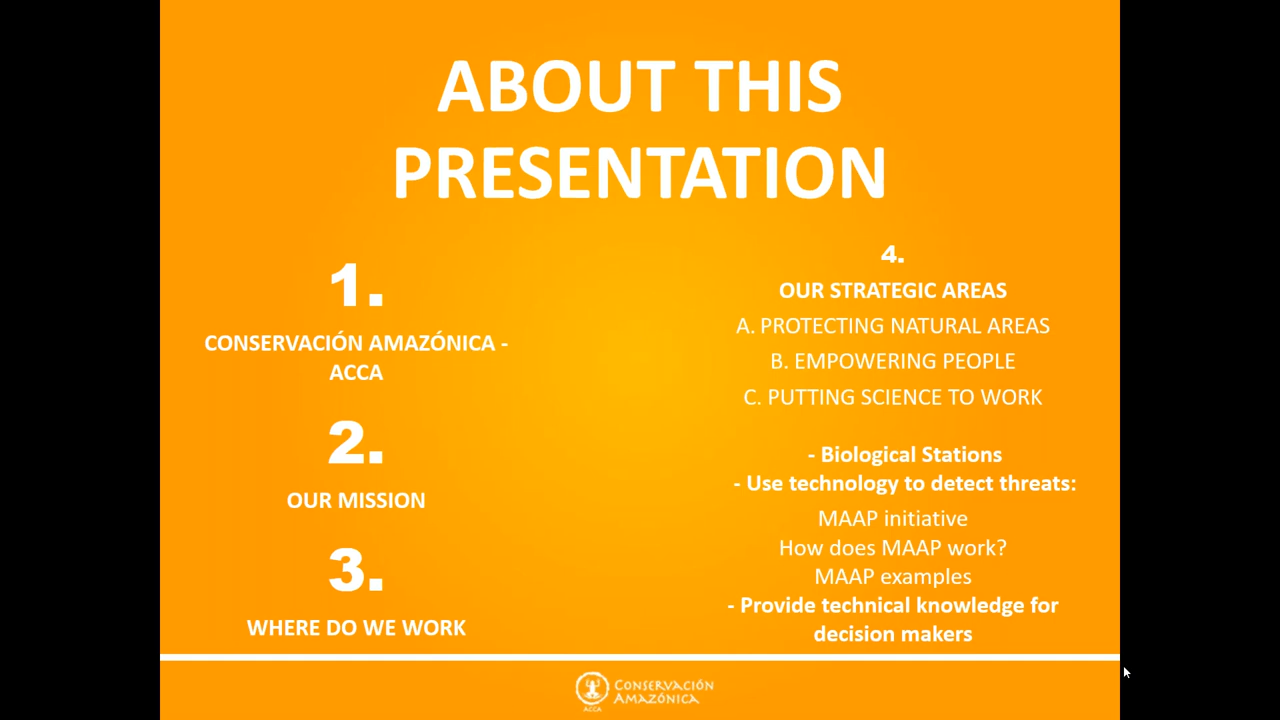 ABOUT THIS
PRESENTATION
1.
CONSERVACIÓN AMAZÓNICA -
ACCA
2.
OUR MISSION
3.
WHERE DO WE WORK
4.
OUR STRATEGIC AREAS
A. PROTECTING NATURAL AREAS
B. EMPOWERING PEOPLE
C. PUTTING SCIENCE TO WORK
- Biological Stations
- Use technology to detect threats:
MAAP initiative
How does MAAP work?
MAAP examples
- Provide technical knowledge for
decision makers
CONSERVACIÓN
AMAZÓNICA
ACCA